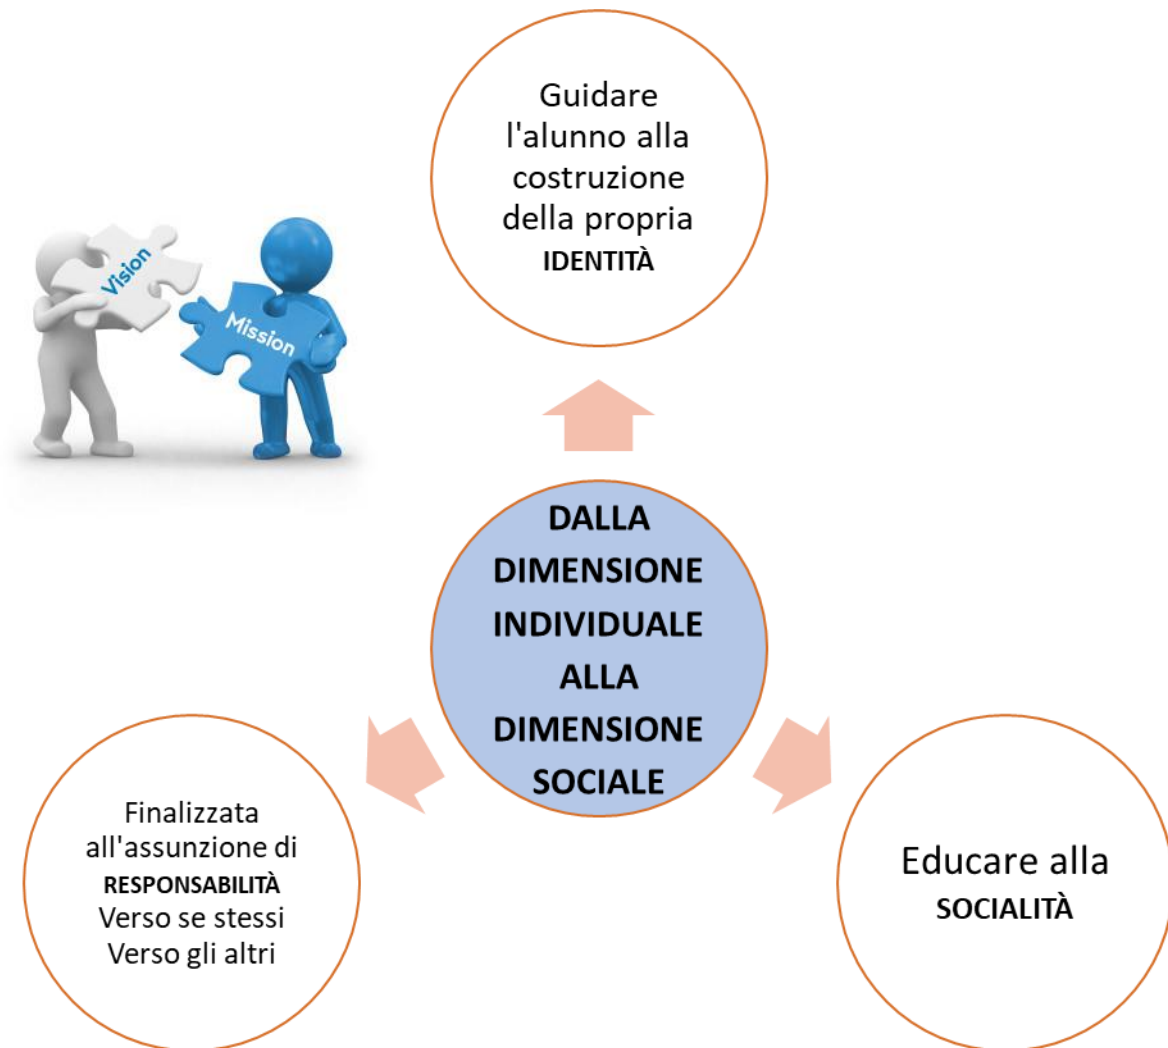 Guidare
l'alunno alla
costruzione
della propria
IDENTITÀ
Vision
Mission
DALLA
DIMENSIONE
INDIVIDUALE
ALLA
DIMENSIONE
SOCIALE
Finalizzata
all'assunzione di
RESPONSABILITÀ
Verso se stessi
Verso gli altri
Educare alla
SOCIALITÀ